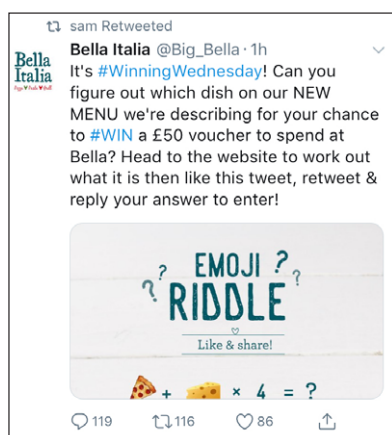 sam Retweeted
Bella Italia @Big_Bella · 1h
Bella
Italia
It's #WinningWednesday! Can you
figure out which dish on our NEW
MENU we're describing for your chance
to #WIN a £50 voucher to spend at
Bella? Head to the website to work out
what it is then like this tweet, retweet &
reply your answer to enter!
? EMOJI ? ?
? RIDDLE
Like & share!
+ × 4 = ?
119 116 86